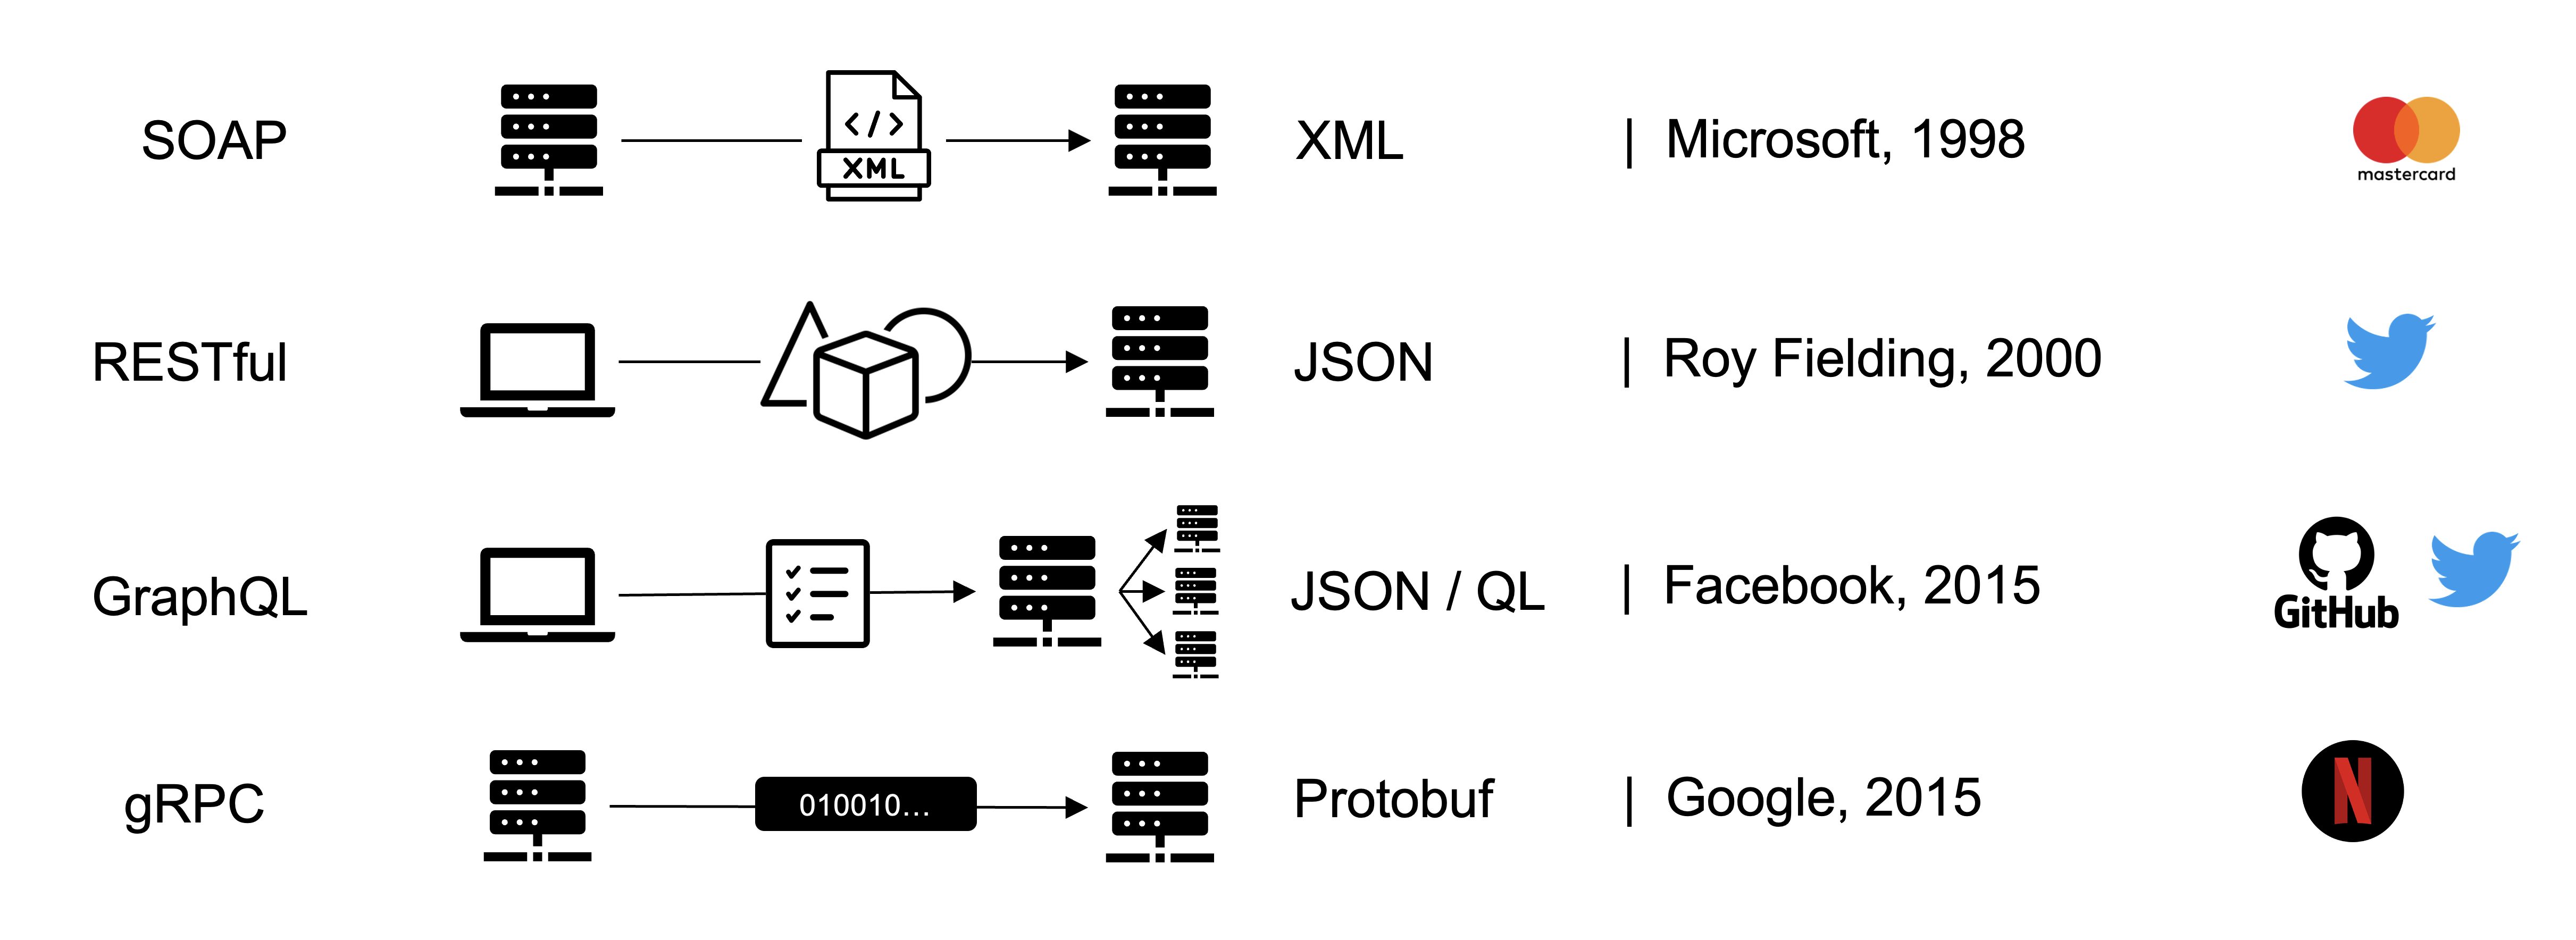 SOAP
</>
XML
XML | Microsoft, 1998
mastercard
RESTful
JSON | Roy Fielding, 2000
GraphQL
JSON / QL | Facebook, 2015
GitHub
gRPC
010010...
Protobuf | Google, 2015
N